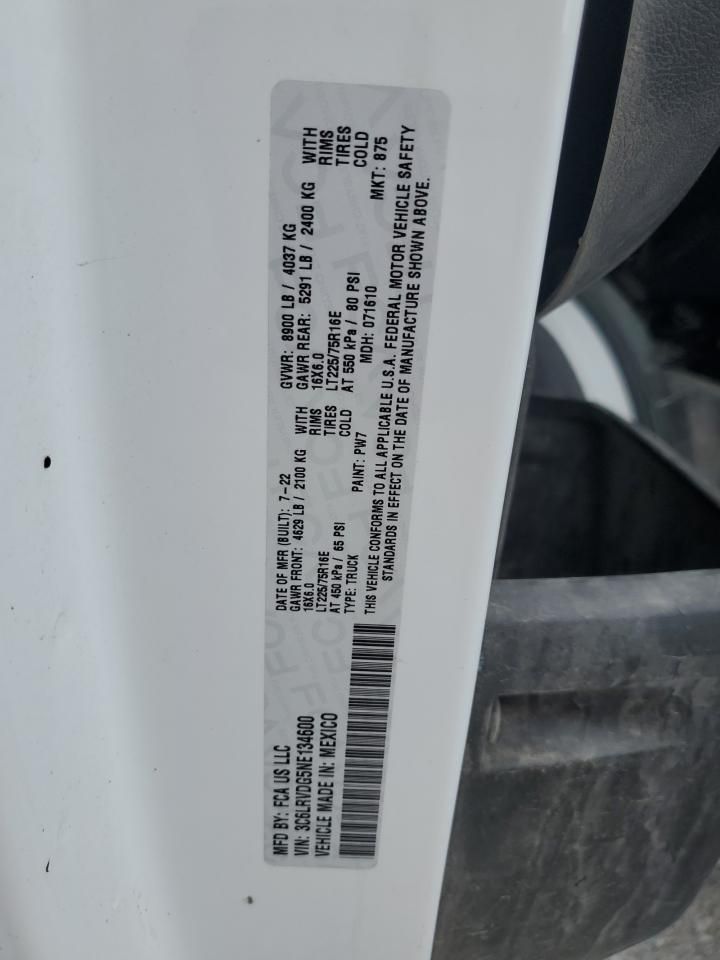 MFD BY: FCA US LLC
DATE OF MFR (BUILT): 7-22
GVWR: 8900 LB / 4037 KG
VIN: 3C6LRVDG5NE134600
GAWR FRONT: 4629 LB / 2100 KG WITH
GAWR REAR: 5291 LB / 2400 KG WITH
VEHICLE MADE IN: MEXICO
16X6.0 RIMS
16X6.0 RIMS
LT225/75R16E TIRES
LT225/75R16E TIRES
AT 450 kPa / 65 PSI COLD
AT 550 kPa / 80 PSI COLD
TYPE: TRUCK PAINT: PW7 MDH: 071610 MKT: 875
THIS VEHICLE CONFORMS TO ALL APPLICABLE U.S.A. FEDERAL MOTOR VEHICLE SAFETY
STANDARDS IN EFFECT ON THE DATE OF MANUFACTURE SHOWN ABOVE.